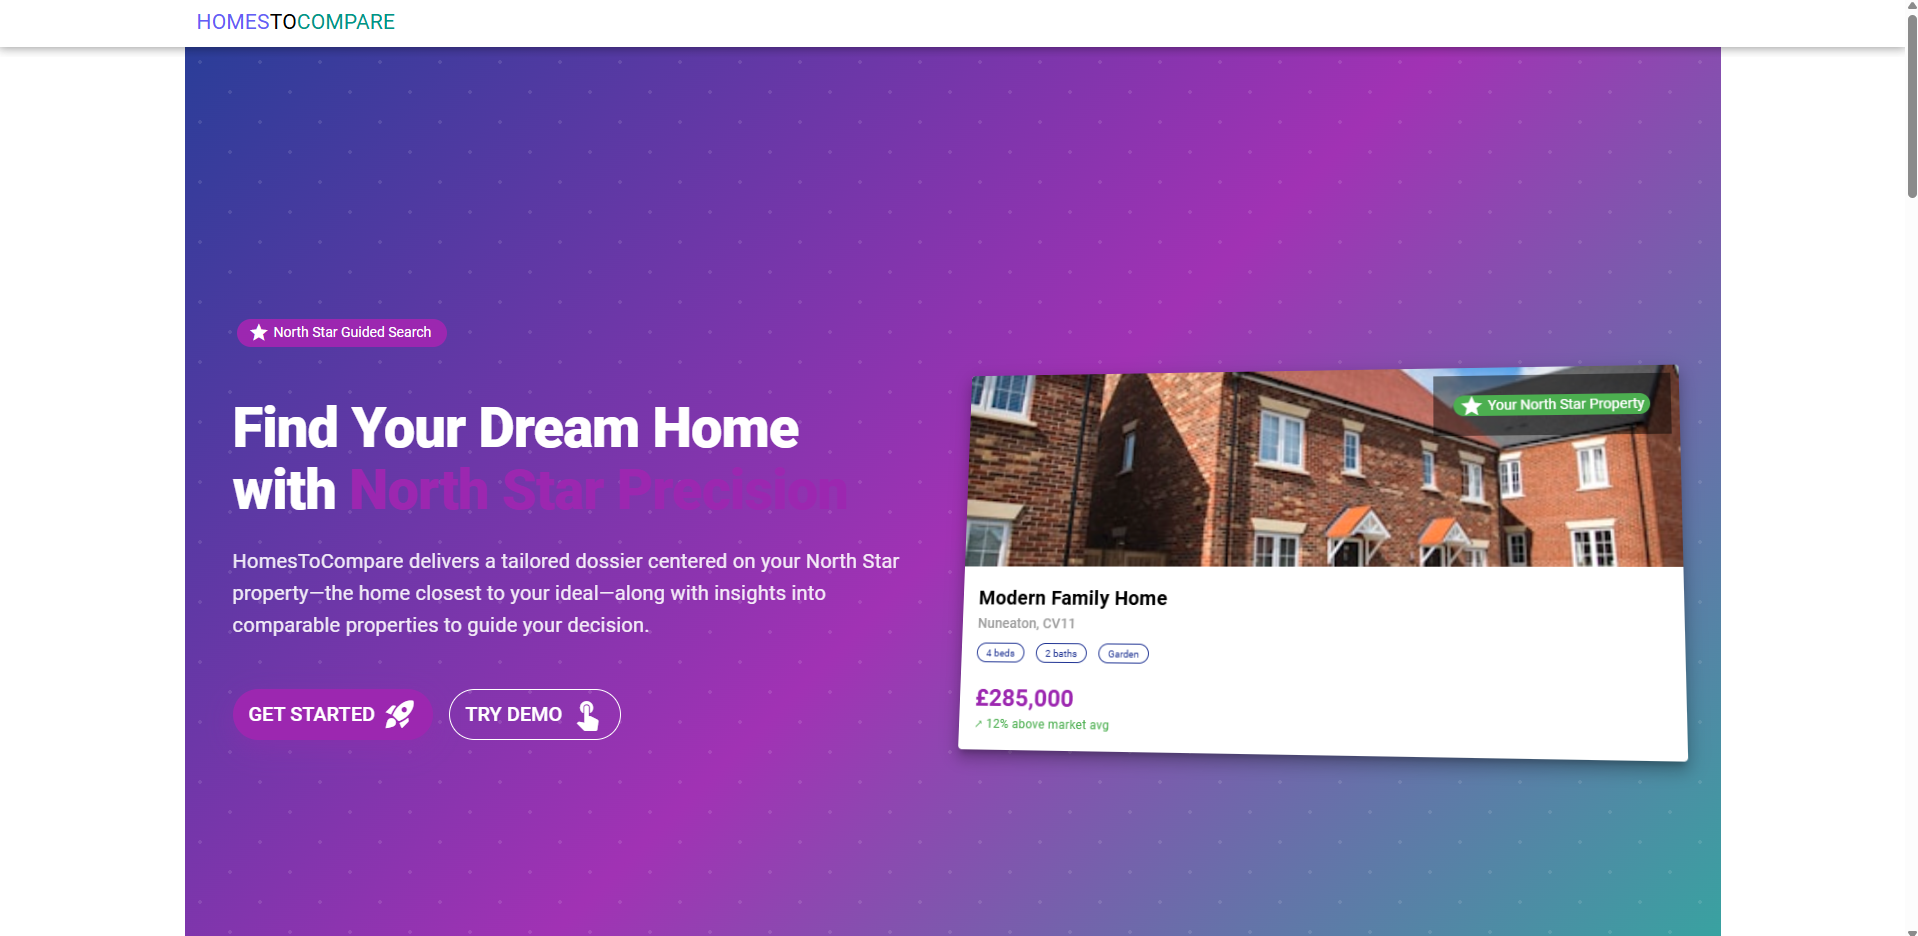 HOMESTOCOMPARE
North Star Guided Search
Find Your Dream Home
with North Star Precision
HomesToCompare delivers a tailored dossier centered on your North Star
property—the home closest to your ideal—along with insights into
comparable properties to guide your decision.
GET STARTED
TRY DEMO
Your North Star Property
Modern Family Home
Nuneaton, CV11
4 beds
2 baths
Garden
£285,000
↗ 12% above market avg